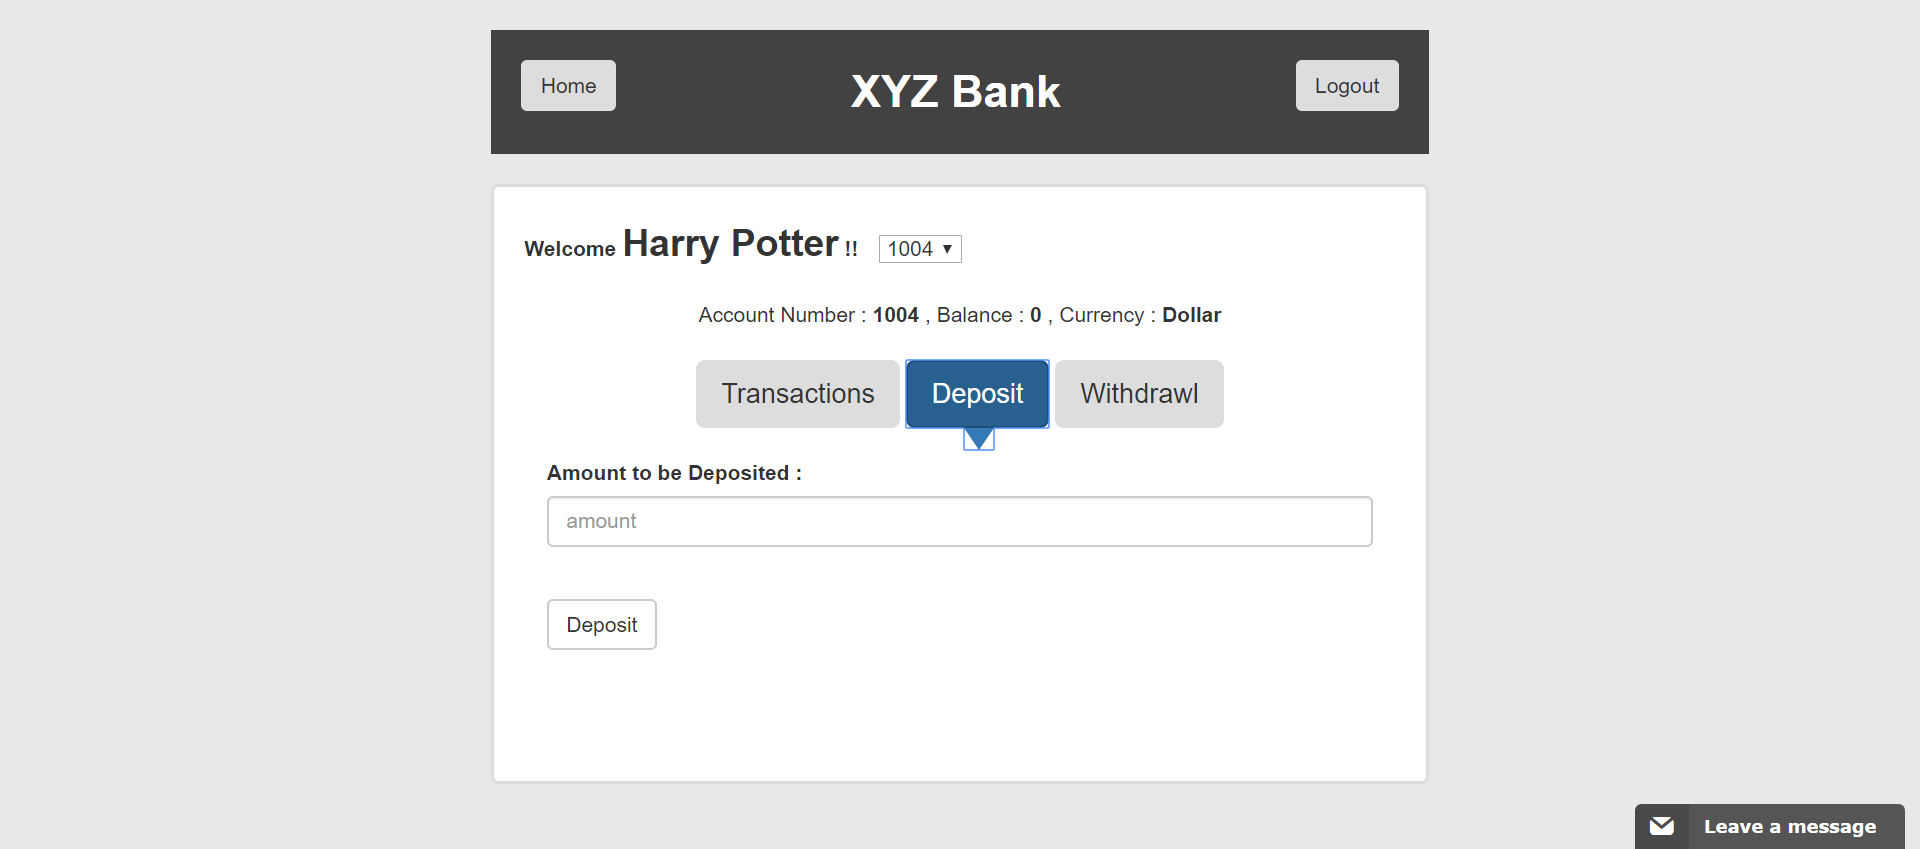 Home
XYZ Bank
Logout
Welcome Harry Potter !! 1004
Account Number : 1004 , Balance : 0 , Currency : Dollar
Transactions
Deposit
Withdrawl
Amount to be Deposited :
amount
Deposit
Leave a message